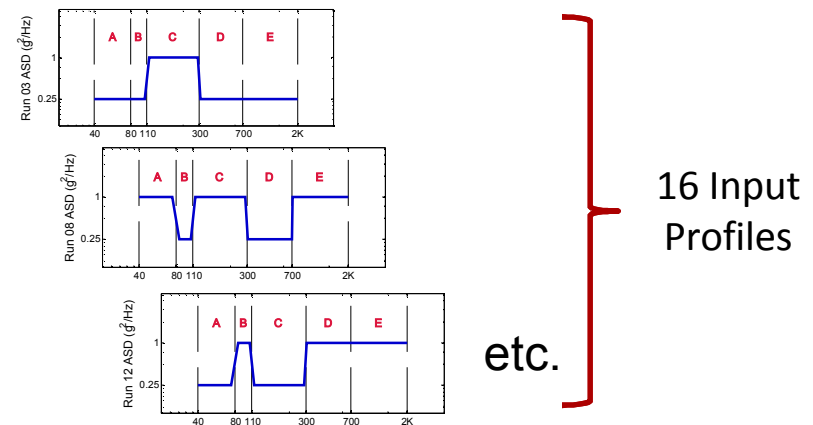 Run 03 ASD (g²/Hz)
1
0.25
A B C D E
40 80 110 300 700 2K
Run 08 ASD (g²/Hz)
1
0.25
A B C D E
40 80 110 300 700 2K
Run 12 ASD (g²/Hz)
1
0.25
A B C D E
40 80 110 300 700 2K
etc.
16 Input
Profiles